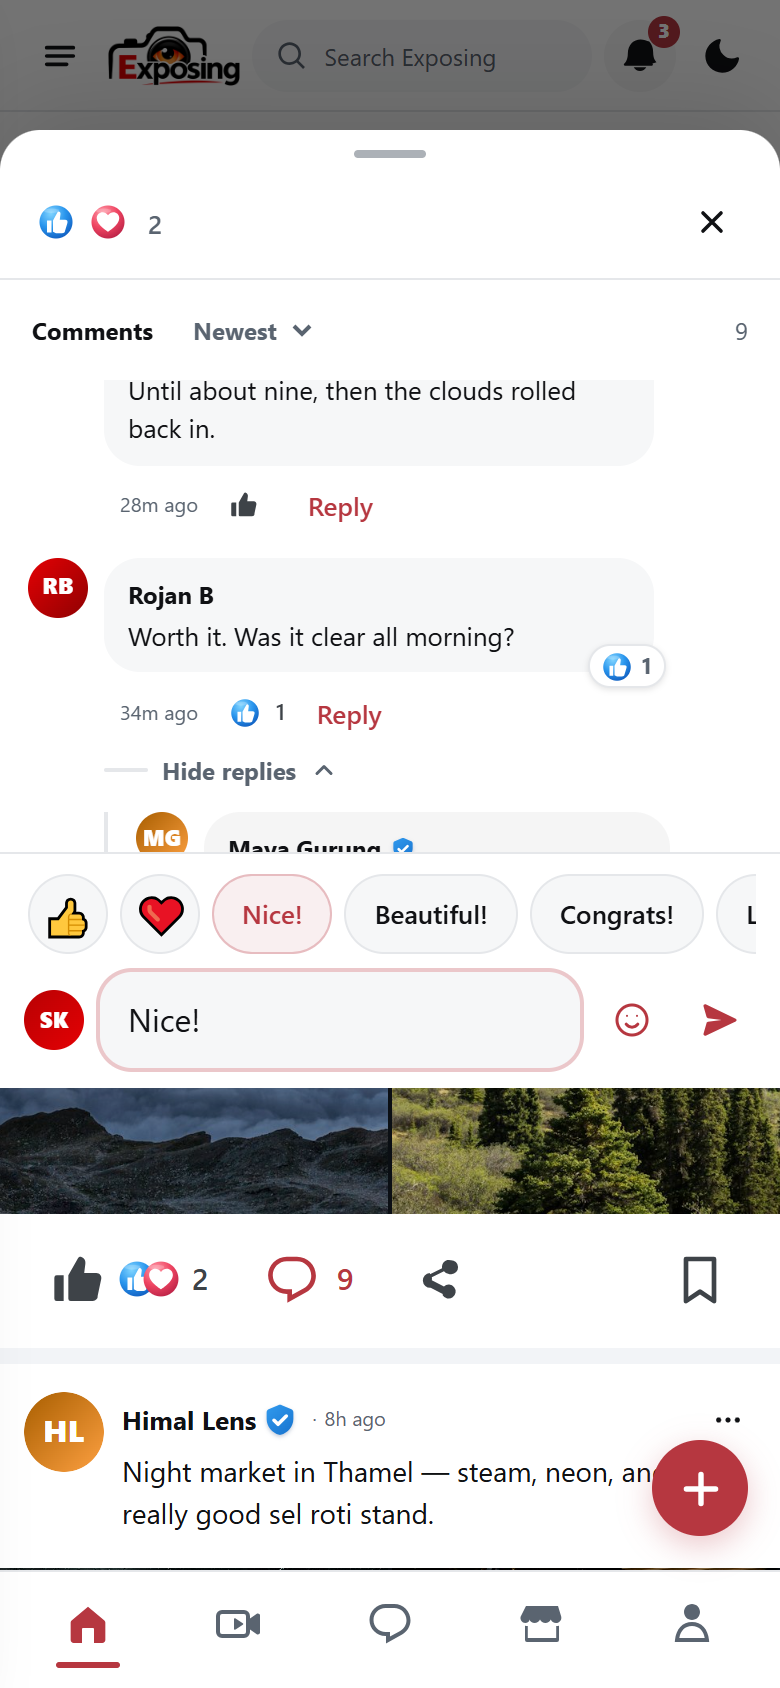 Exposing
Search Exposing
3
2
Comments
Newest
9
Until about nine, then the clouds rolled
back in.
28m ago
Reply
RB
Rojan B
Worth it. Was it clear all morning?
1
34m ago
1
Reply
Hide replies
MG
Maya Gurung
Nice!
Beautiful!
Congrats!
L
SK
Nice!
2
9
HL
Himal Lens
· 8h ago
Night market in Thamel — steam, neon, and
really good sel roti stand.